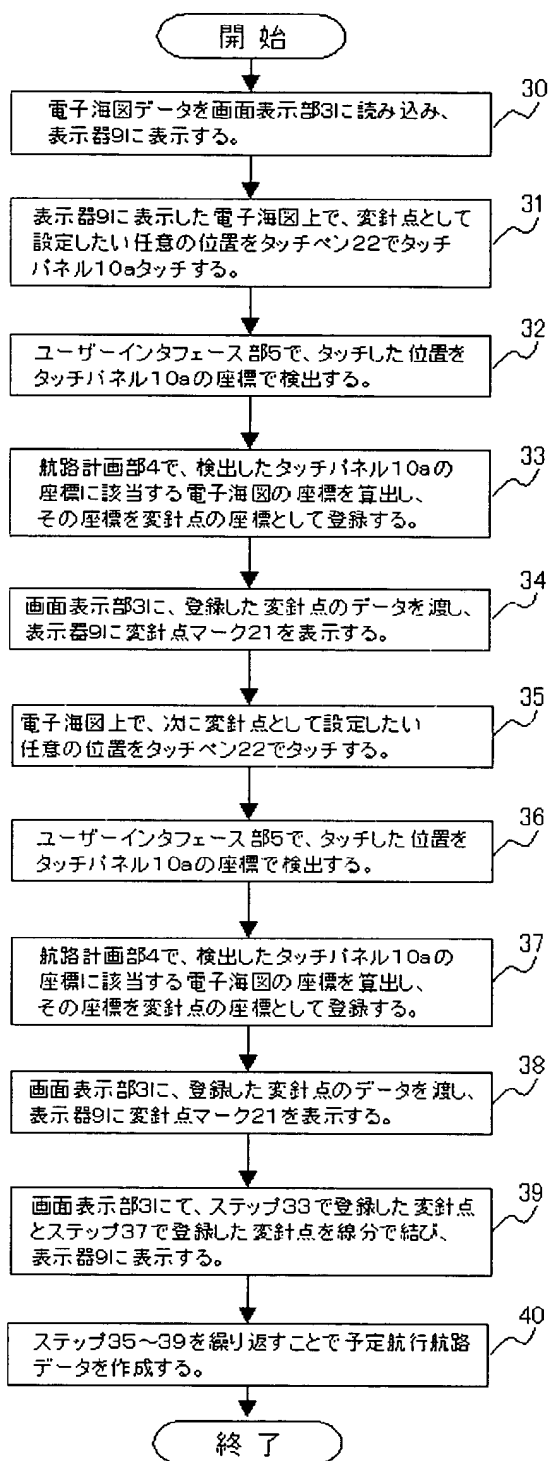 開始
30
電子海図データを画面表示部3に読み込み、
表示器9に表示する。
31
表示器9に表示した電子海図上で、変針点として
設定したい任意の位置をタッチペン22でタッチ
パネル10aタッチする。
32
ユーザーインタフェース部5で、タッチした位置を
タッチパネル10aの座標で検出する。
33
航路計画部4で、検出したタッチパネル10aの
座標に該当する電子海図の座標を算出し、
その座標を変針点の座標として登録する。
34
画面表示部3に、登録した変針点のデータを渡し、
表示器9に変針点マーク21を表示する。
35
電子海図上で、次に変針点として設定したい
任意の位置をタッチペン22でタッチする。
36
ユーザーインタフェース部5で、タッチした位置を
タッチパネル10aの座標で検出する。
37
航路計画部4で、検出したタッチパネル10aの
座標に該当する電子海図の座標を算出し、
その座標を変針点の座標として登録する。
38
画面表示部3に、登録した変針点のデータを渡し、
表示器9に変針点マーク21を表示する。
39
画面表示部3にて、ステップ33で登録した変針点
とステップ37で登録した変針点を線分で結び、
表示器9に表示する。
40
ステップ35～39を繰り返すことで予定航行航路
データを作成する。
終了